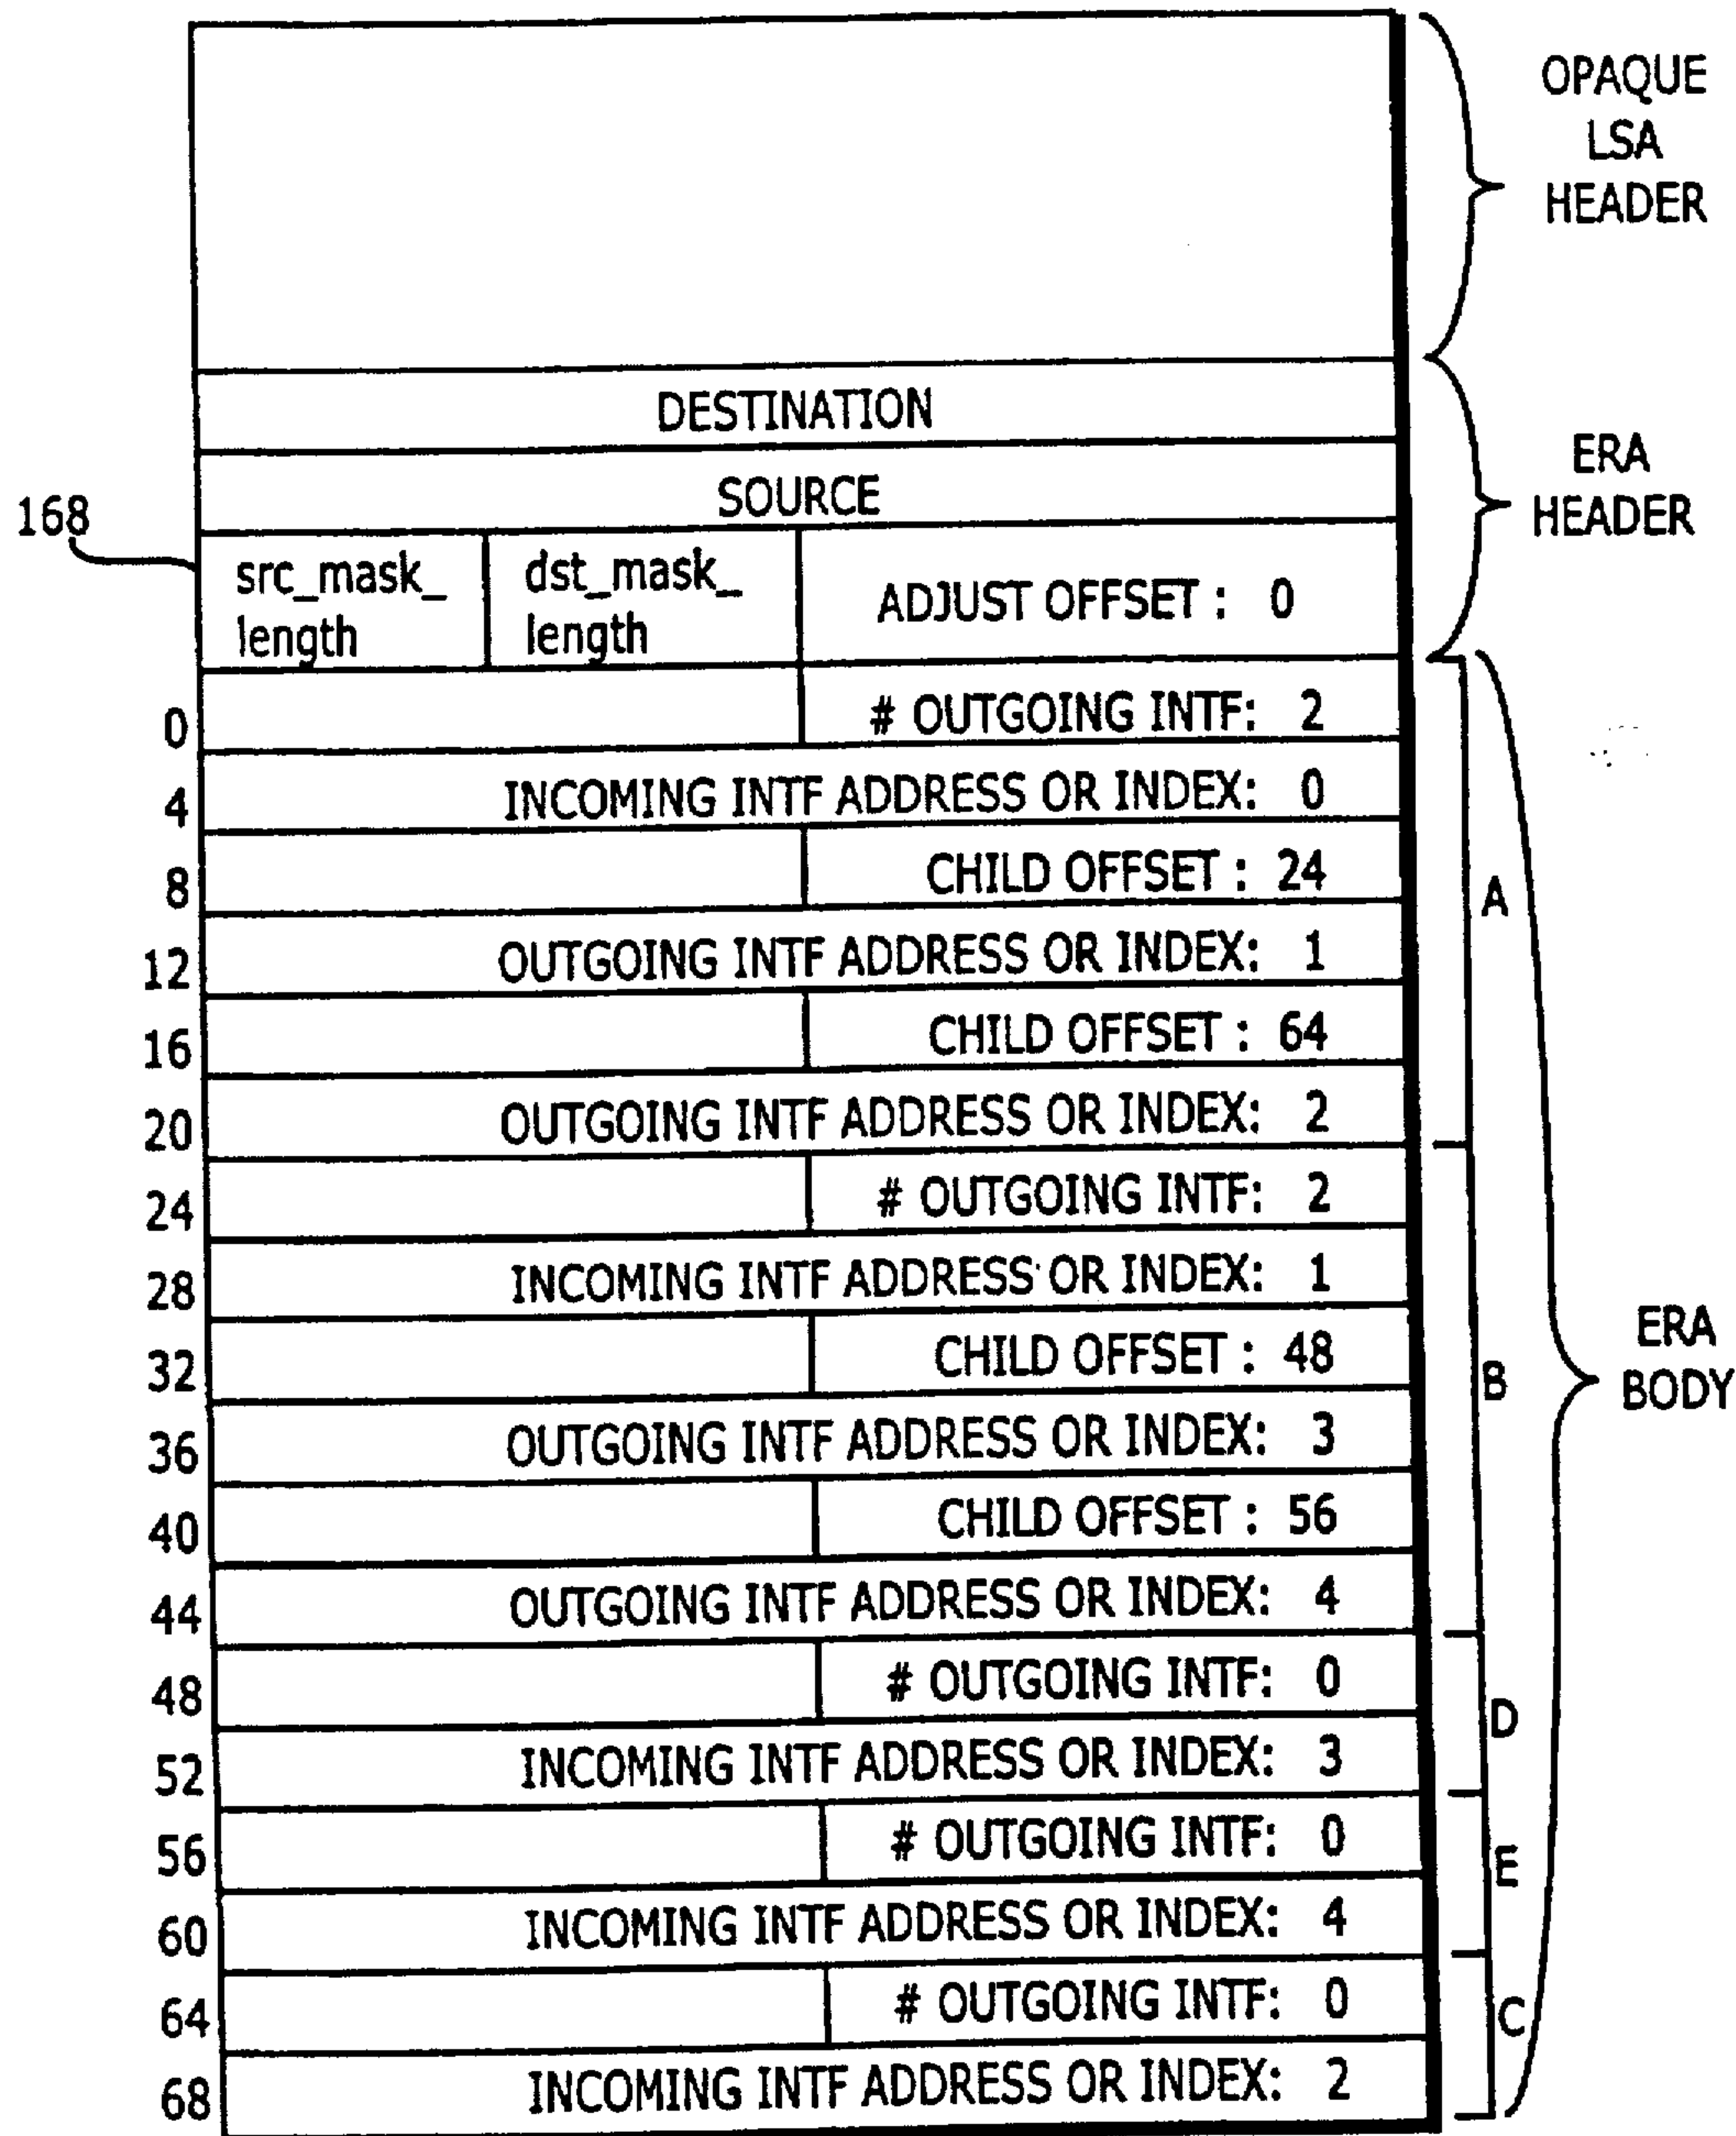 OPAQUE
LSA
HEADER
DESTINATION
SOURCE
ERA
HEADER
168
src_mask_
length
dst_mask_
length
ADJUST OFFSET : 0
0 # OUTGOING INTF: 2
4 INCOMING INTF ADDRESS OR INDEX: 0
8 CHILD OFFSET : 24
A
12 OUTGOING INTF ADDRESS OR INDEX: 1
16 CHILD OFFSET : 64
20 OUTGOING INTF ADDRESS OR INDEX: 2
24 # OUTGOING INTF: 2
28 INCOMING INTF ADDRESS OR INDEX: 1
32 CHILD OFFSET : 48
B
ERA
BODY
36 OUTGOING INTF ADDRESS OR INDEX: 3
40 CHILD OFFSET : 56
44 OUTGOING INTF ADDRESS OR INDEX: 4
48 # OUTGOING INTF: 0
D
52 INCOMING INTF ADDRESS OR INDEX: 3
56 # OUTGOING INTF: 0
E
60 INCOMING INTF ADDRESS OR INDEX: 4
64 # OUTGOING INTF: 0
C
68 INCOMING INTF ADDRESS OR INDEX: 2